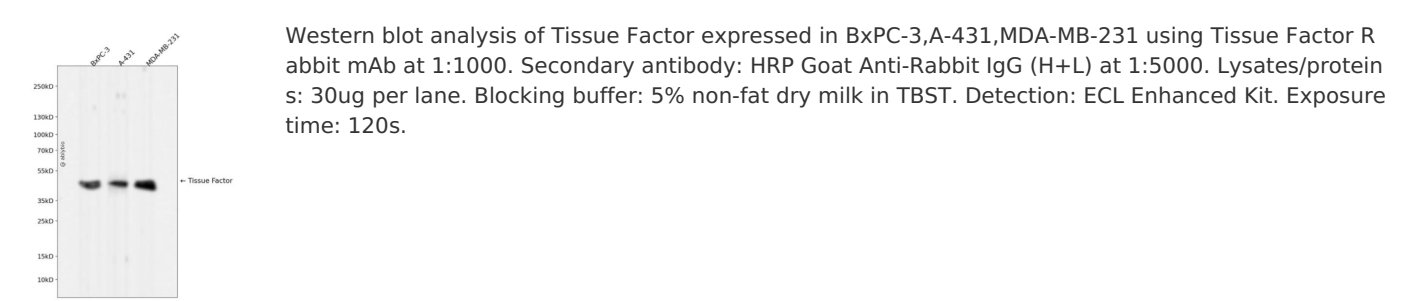 BxPC-3
A-431
MDA-MB-231
250kD
130kD
100kD
70kD
55kD
35kD
25kD
15kD
10kD
← Tissue Factor
Western blot analysis of Tissue Factor expressed in BxPC-3,A-431,MDA-MB-231 using Tissue Factor R
abbit mAb at 1:1000. Secondary antibody: HRP Goat Anti-Rabbit IgG (H+L) at 1:5000. Lysates/protein
s: 30ug per lane. Blocking buffer: 5% non-fat dry milk in TBST. Detection: ECL Enhanced Kit. Exposure
time: 120s.